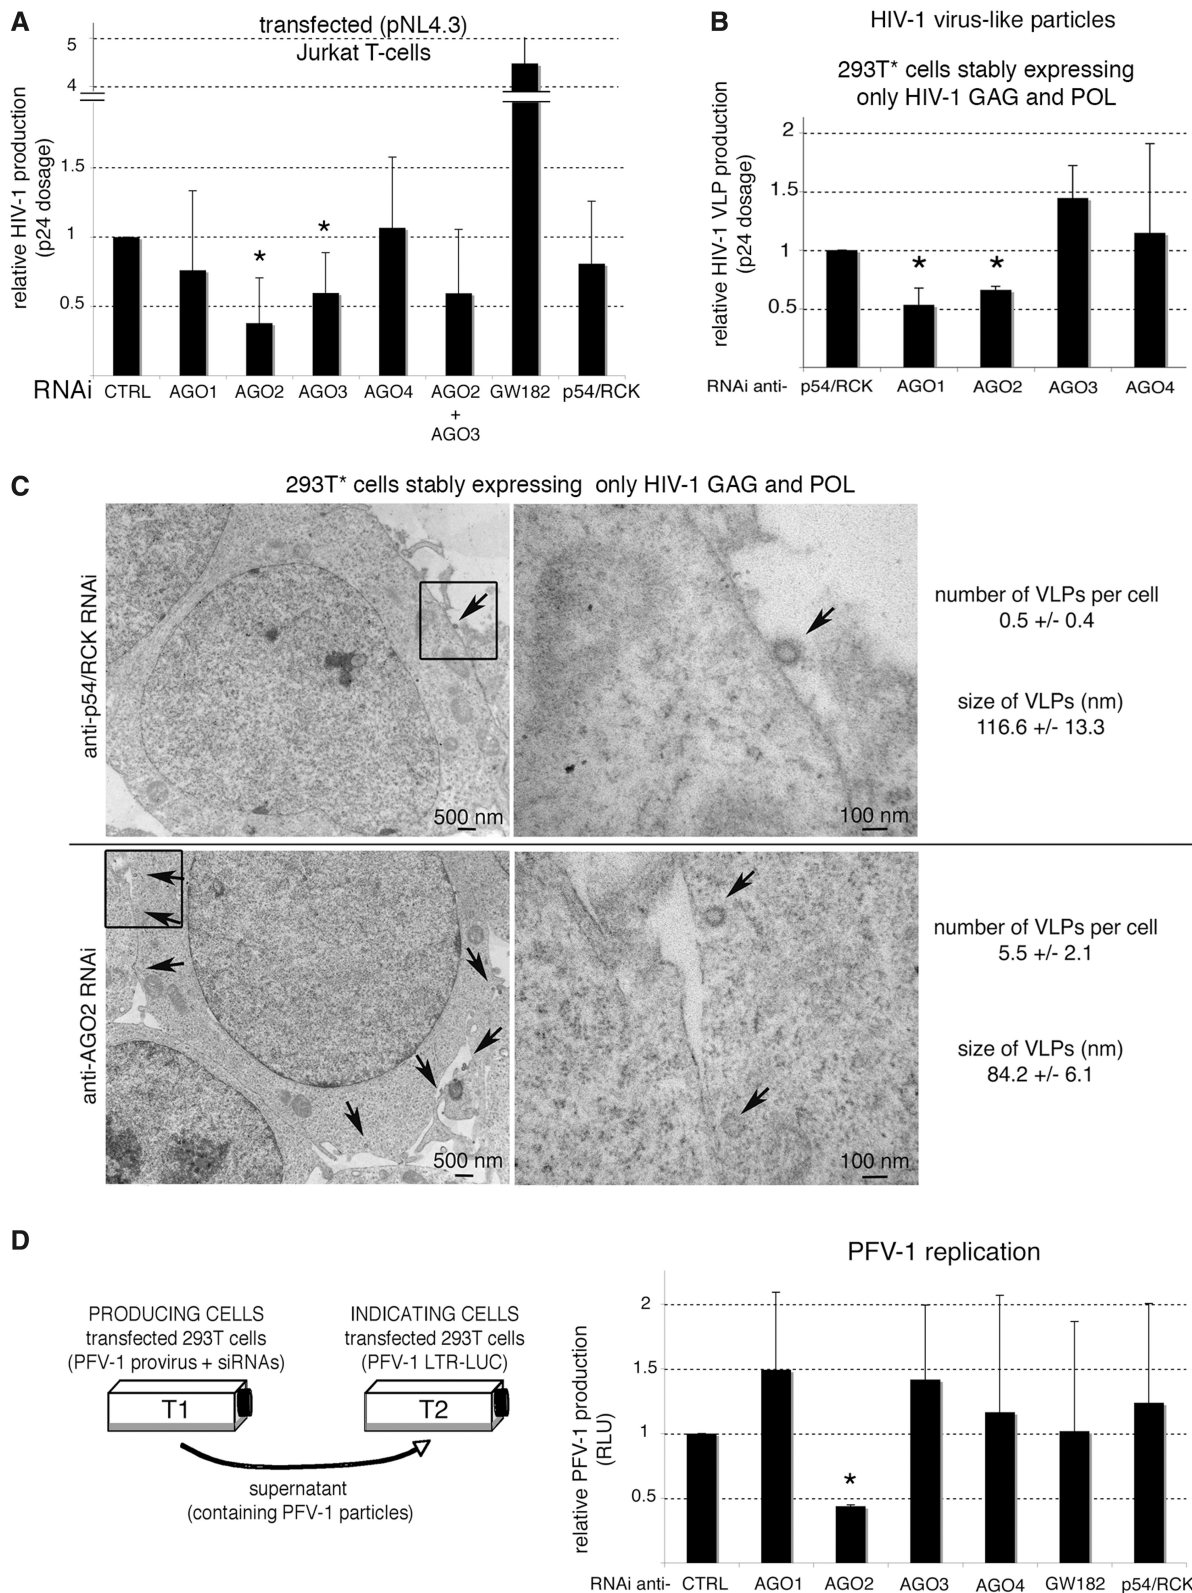 A
transfected (pNL4.3)
Jurkat T-cells
relative HIV-1 production
(p24 dosage)
5
4
1.5
1
0.5
*
*
RNAi
CTRL
AGO1
AGO2
AGO3
AGO4
AGO2
+
AGO3
GW182
p54/RCK
B
HIV-1 virus-like particles
293T* cells stably expressing
only HIV-1 GAG and POL
relative HIV-1 VLP production
(p24 dosage)
2
1.5
1
0.5
*
*
RNAi anti-
p54/RCK
AGO1
AGO2
AGO3
AGO4
C
293T* cells stably expressing only HIV-1 GAG and POL
anti-p54/RCK RNAi
500 nm
100 nm
number of VLPs per cell
0.5 +/- 0.4
size of VLPs (nm)
116.6 +/- 13.3
anti-AGO2 RNAi
500 nm
100 nm
number of VLPs per cell
5.5 +/- 2.1
size of VLPs (nm)
84.2 +/- 6.1
D
PRODUCING CELLS
transfected 293T cells
(PFV-1 provirus + siRNAs)
T1
INDICATING CELLS
transfected 293T cells
(PFV-1 LTR-LUC)
T2
supernatant
(containing PFV-1 particles)
PFV-1 replication
relative PFV-1 production
(RLU)
2
1.5
1
0.5
*
RNAi anti-
CTRL
AGO1
AGO2
AGO3
AGO4
GW182
p54/RCK